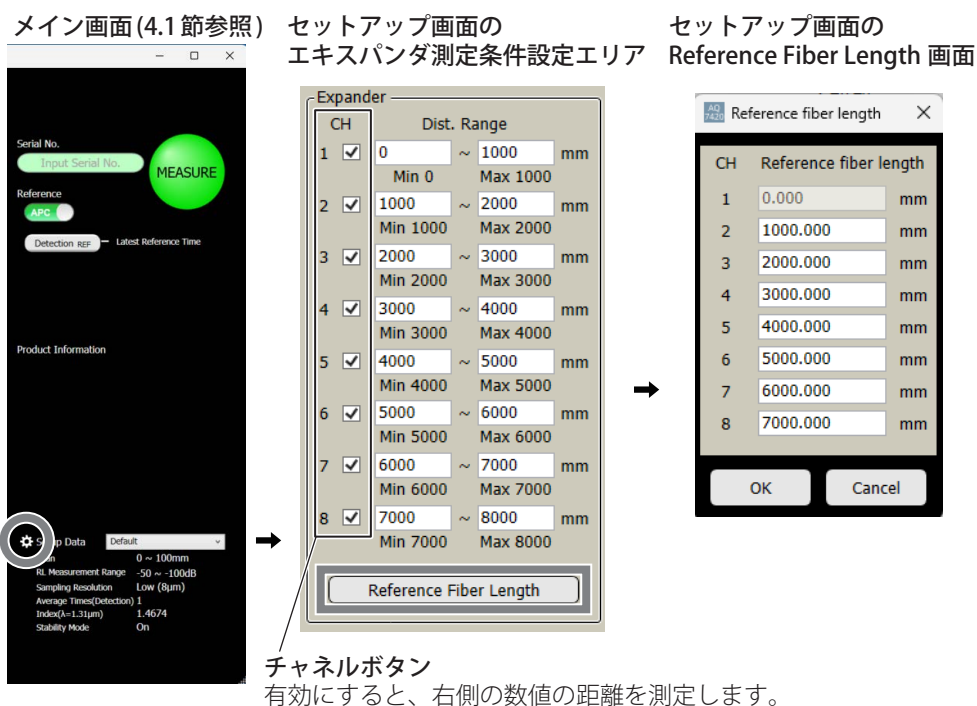 メイン画面(4.1節参照)
セットアップ画面の
エキスパンダ測定条件設定エリア
セットアップ画面の
Reference Fiber Length 画面
Serial No.
Input Serial No.
MEASURE
Reference
APC
Detection REF
Latest Reference Time
Product Information
Default
0 ~ 100mm
RL Measurement Range -50 ~ -100dB
Sampling Resolution Low (8μm)
Average Times(Detection) 1
Index(λ=1.31μm) 1.4674
Stability Mode On
Expander
CH Dist. Range
1 0 ~ 1000 mm
Min 0 Max 1000
2 1000 ~ 2000 mm
Min 1000 Max 2000
3 2000 ~ 3000 mm
Min 2000 Max 3000
4 3000 ~ 4000 mm
Min 3000 Max 4000
5 4000 ~ 5000 mm
Min 4000 Max 5000
6 5000 ~ 6000 mm
Min 5000 Max 6000
7 6000 ~ 7000 mm
Min 6000 Max 7000
8 7000 ~ 8000 mm
Min 7000 Max 8000
Reference Fiber Length
AQ
7420
Reference fiber length
CH Reference fiber length
1 0.000 mm
2 1000.000 mm
3 2000.000 mm
4 3000.000 mm
5 4000.000 mm
6 5000.000 mm
7 6000.000 mm
8 7000.000 mm
OK Cancel
チャネルボタン
有効にすると、右側の数値の距離を測定します。